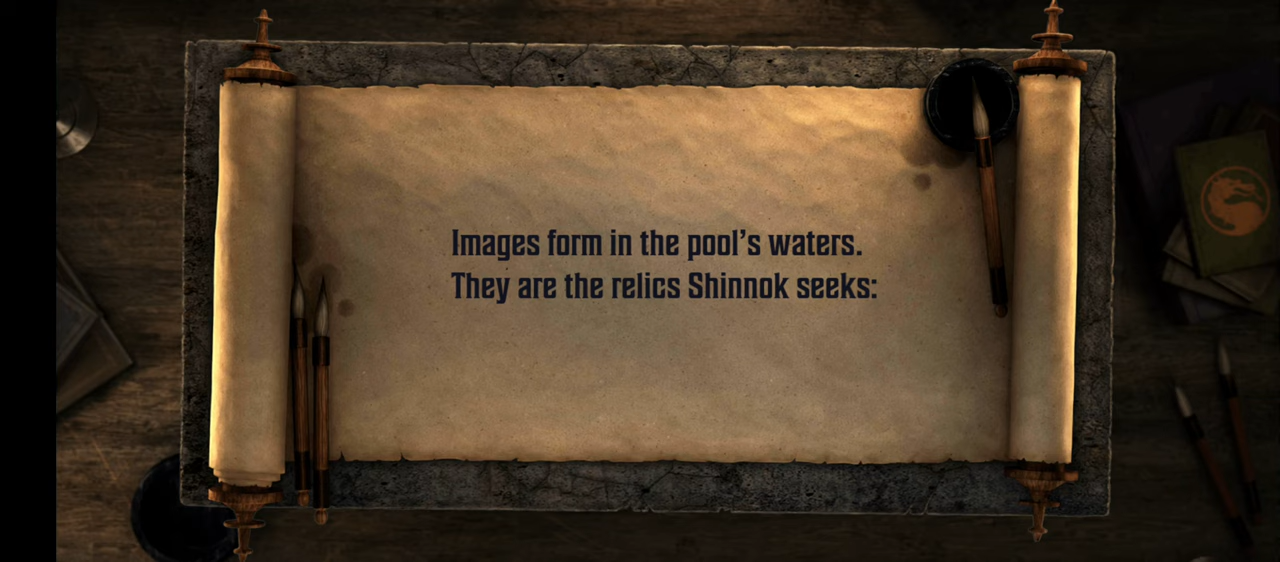 Images form in the pool’s waters.
They are the relics Shinnok seeks: